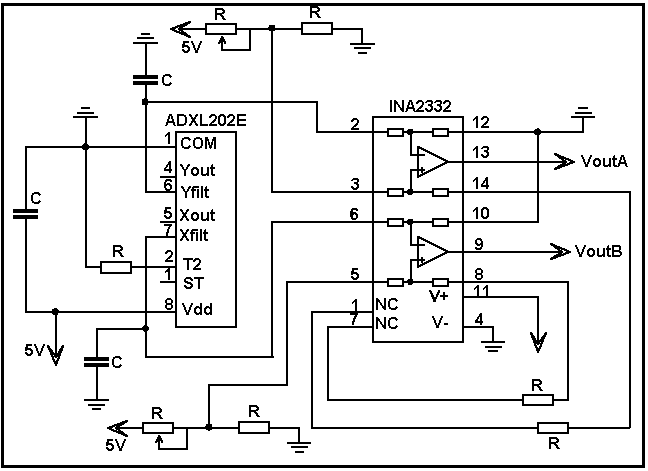 R
R
5V
C
INA2332
ADXL202E
1 COM
4 Yout
6 Yfilt
5 Xout
7 Xfilt
2 T2
1 ST
8 Vdd
C
R
5V
C
2
12
13
VoutA
3
14
6
10
9
VoutB
5
8
V+
11
1
NC
7
NC
V-
4
R
R
R
5V
R